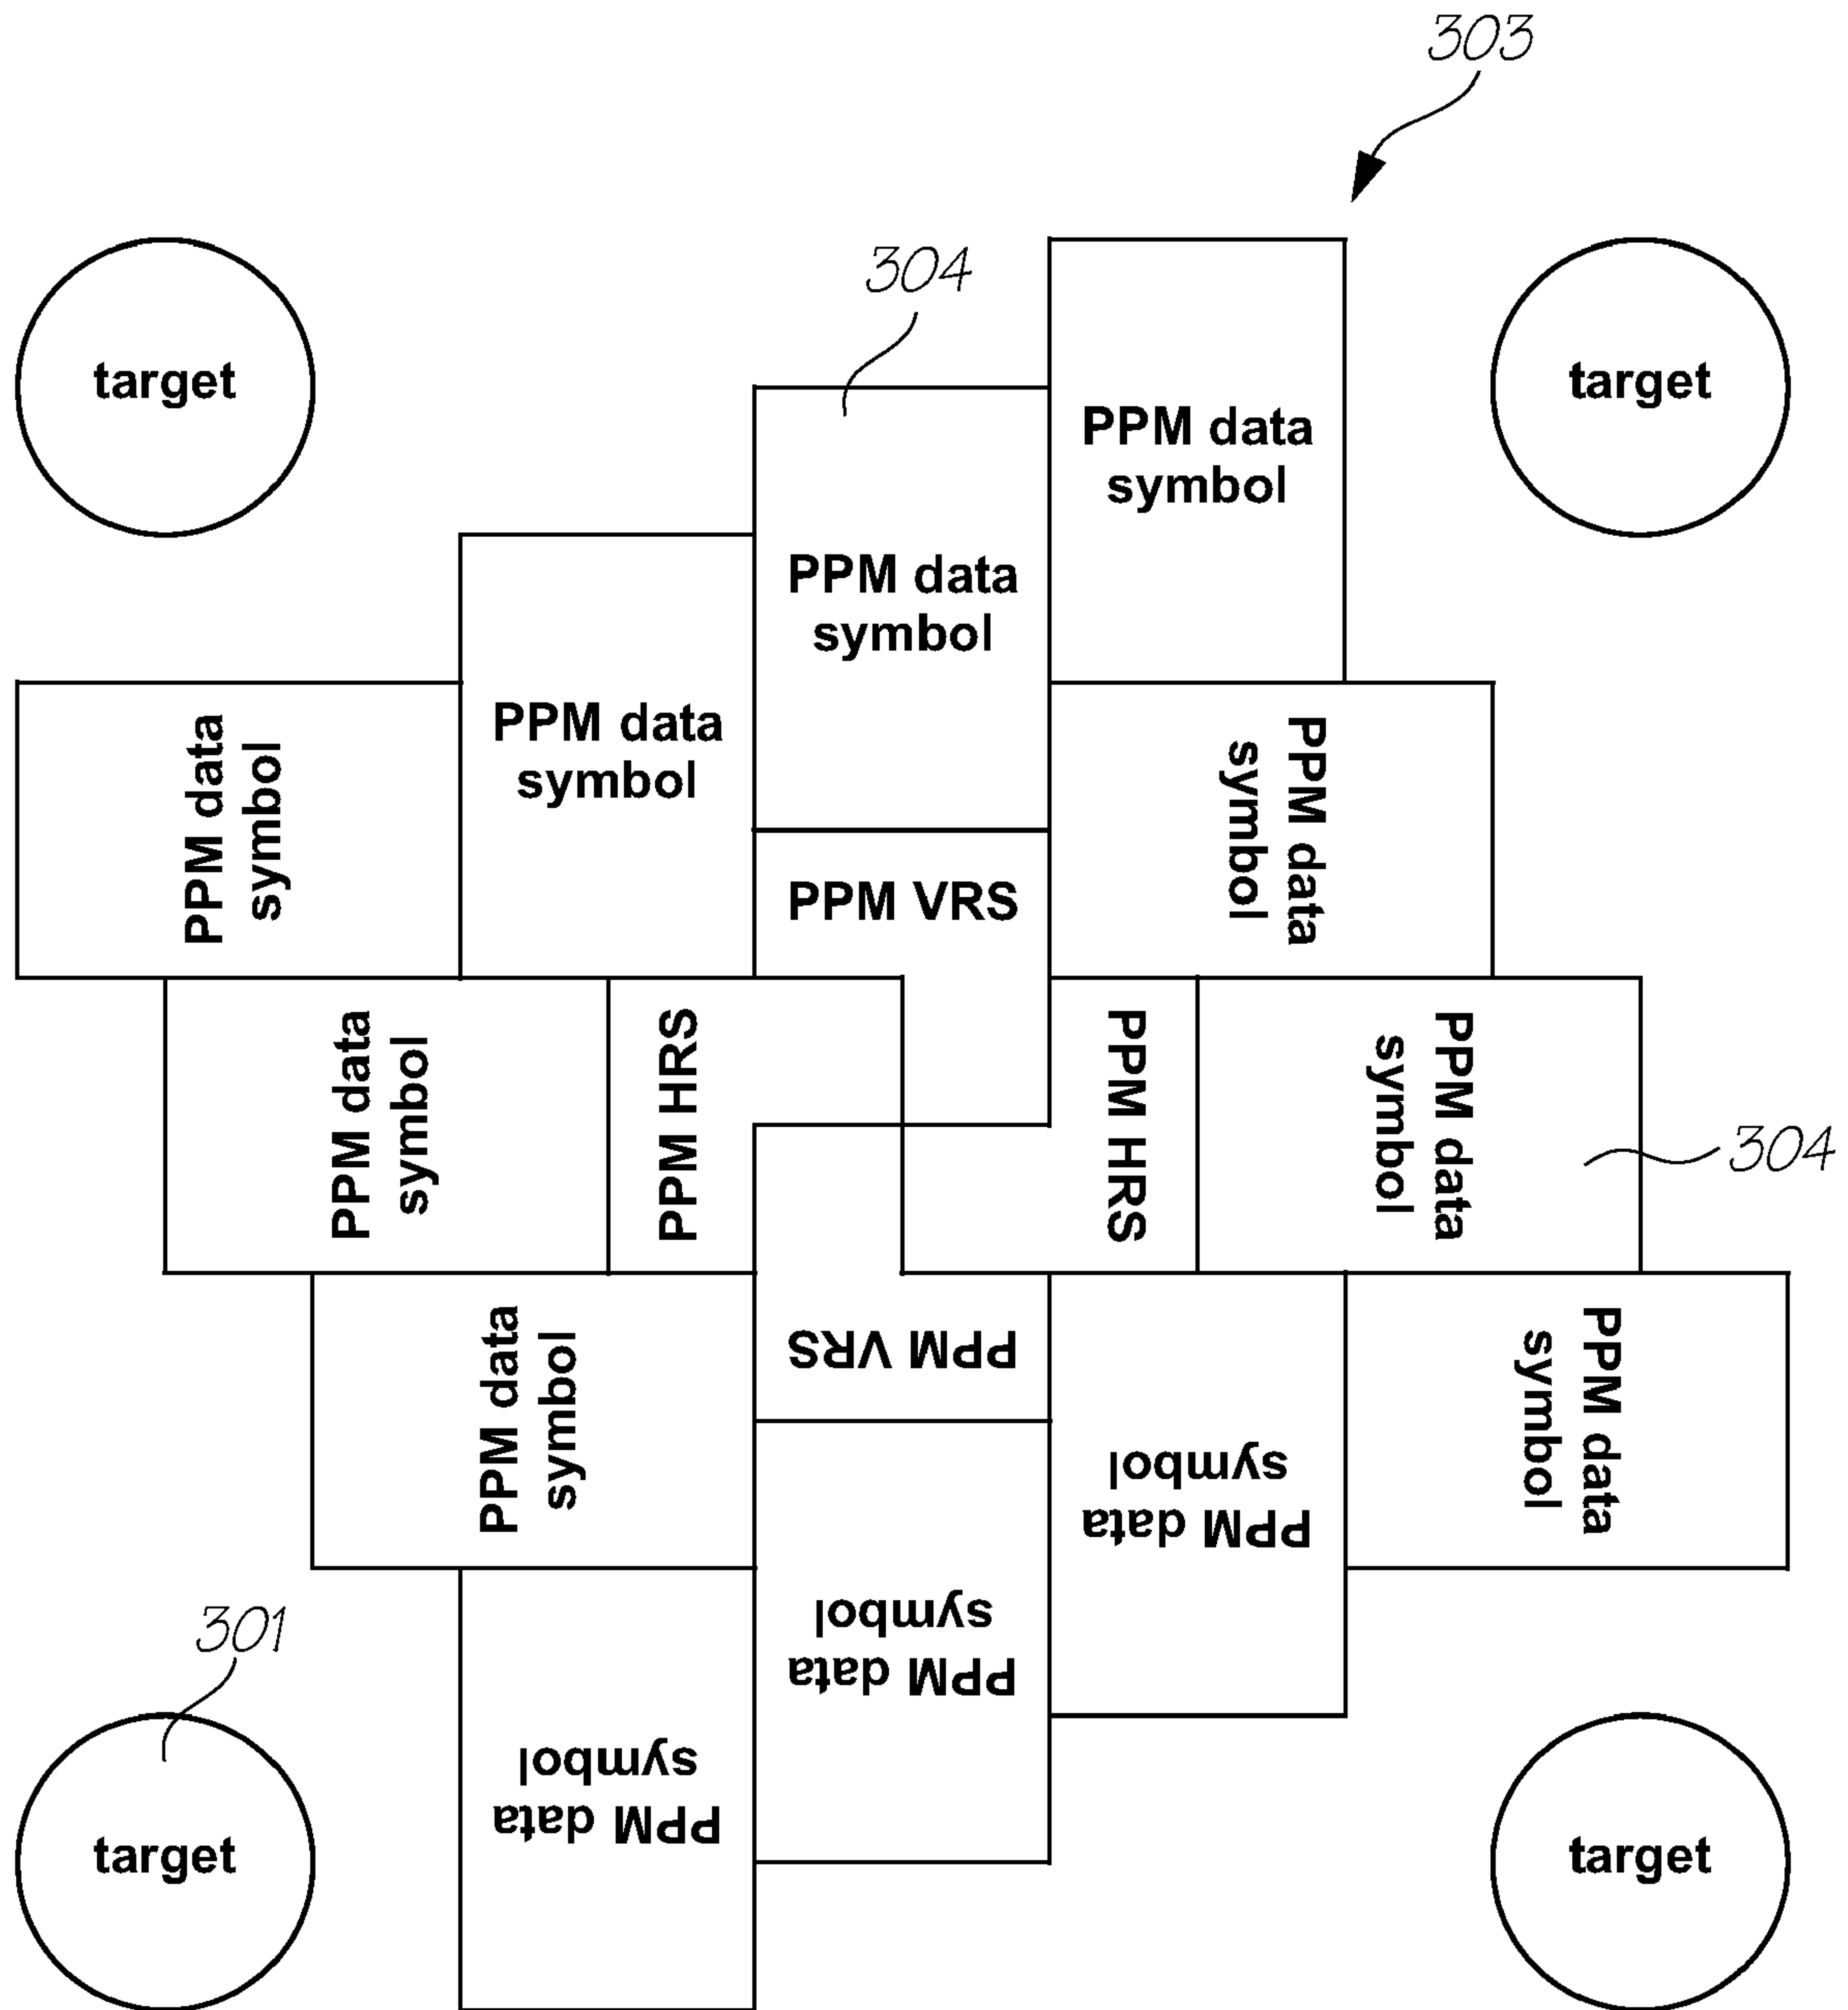 303
304
target
target
PPM data
symbol
PPM data
symbol
PPM data
symbol
PPM data
symbol
PPM data
symbol
PPM VRS
PPM data
symbol
PPM HRS
PPM HRS
PPM data
symbol
304
PPM data
symbol
PPM VRS
PPM data
symbol
PPM data
symbol
PPM data
symbol
PPM data
symbol
301
target
target